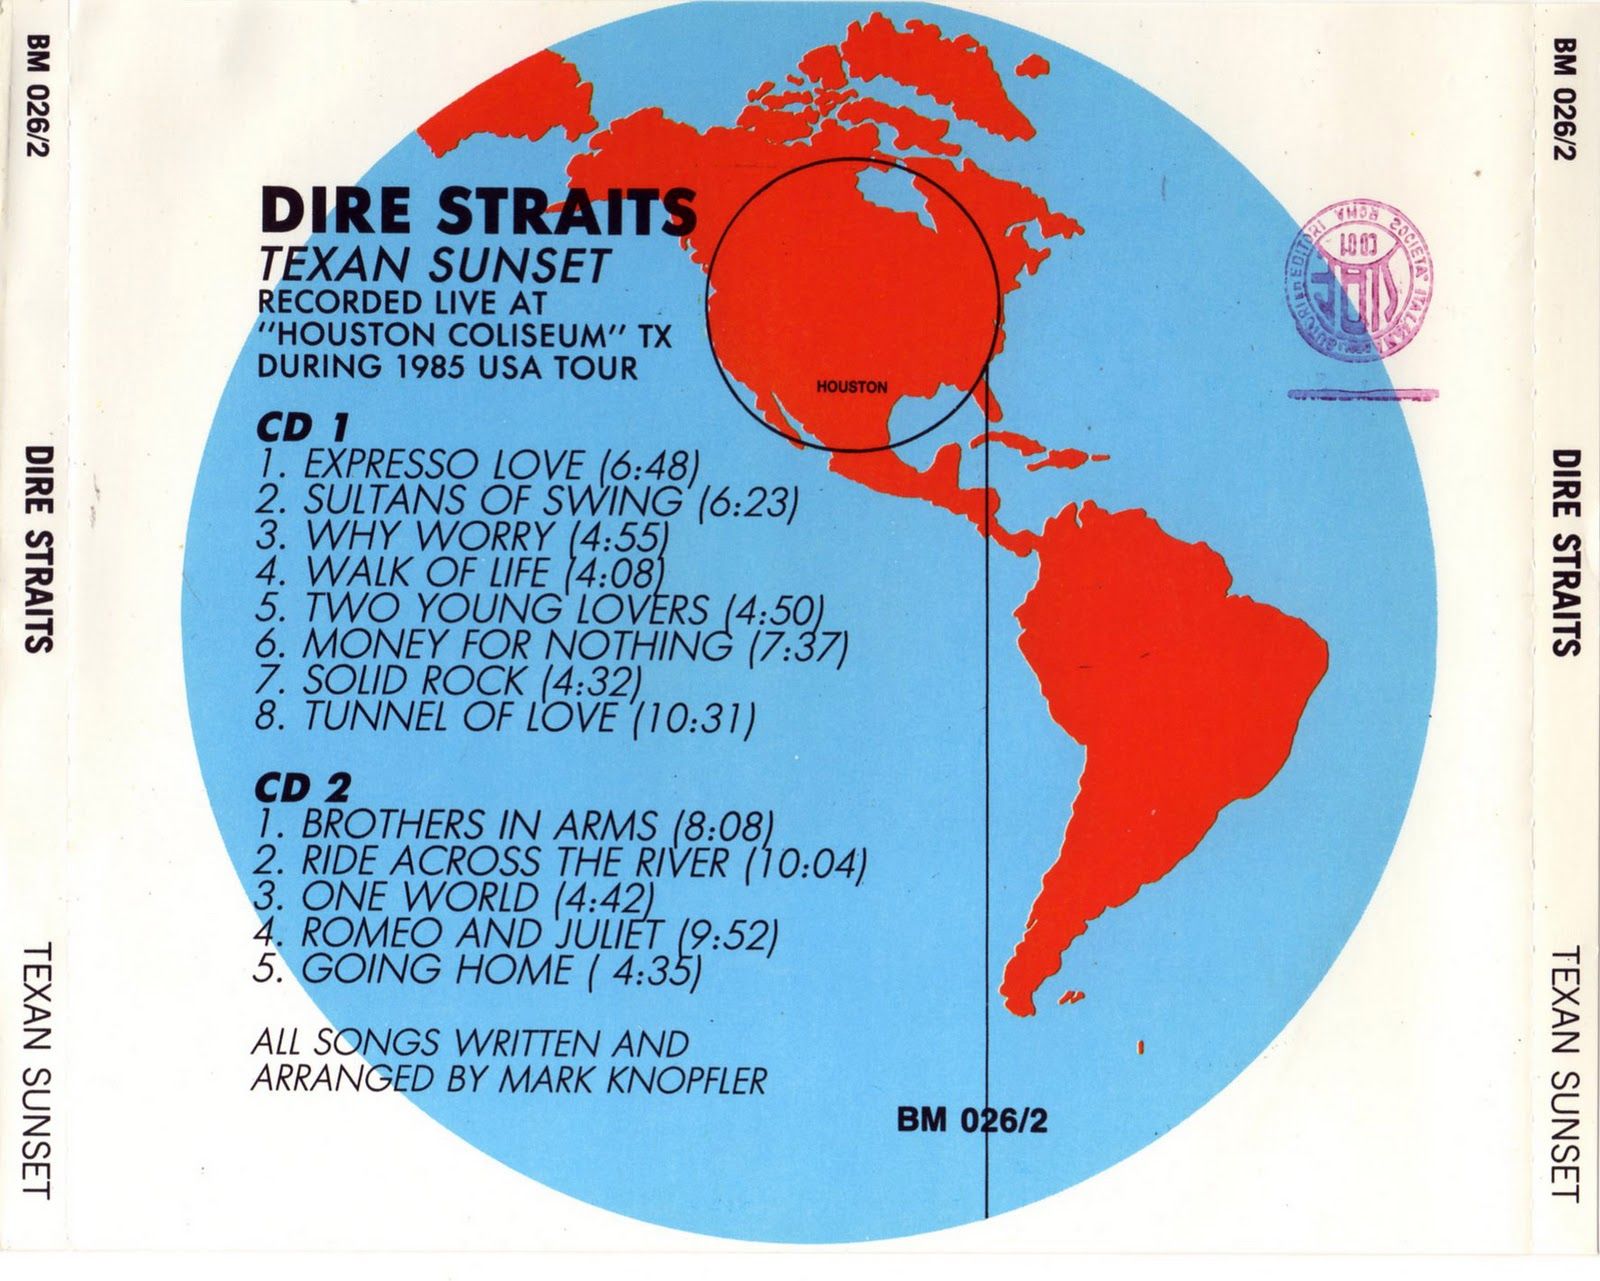 BM 026/2
DIRE STRAITS
TEXAN SUNSET
DIRE STRAITS
TEXAN SUNSET
RECORDED LIVE AT
"HOUSTON COLISEUM" TX
DURING 1985 USA TOUR
CD 1
1. EXPRESSO LOVE (6:48)
2. SULTANS OF SWING (6:23)
3. WHY WORRY (4:55)
4. WALK OF LIFE (4:08)
5. TWO YOUNG LOVERS (4:50)
6. MONEY FOR NOTHING (7:37)
7. SOLID ROCK (4:32)
8. TUNNEL OF LOVE (10:31)
CD 2
1. BROTHERS IN ARMS (8:08)
2. RIDE ACROSS THE RIVER (10:04)
3. ONE WORLD (4:42)
4. ROMEO AND JULIET (9:52)
5. GOING HOME ( 4:35)
ALL SONGS WRITTEN AND
ARRANGED BY MARK KNOPFLER
HOUSTON
BM 026/2
SOCIETA' ITALIANA
EDITORI
ROMA
SIAE
BM 026/2
DIRE STRAITS
TEXAN SUNSET